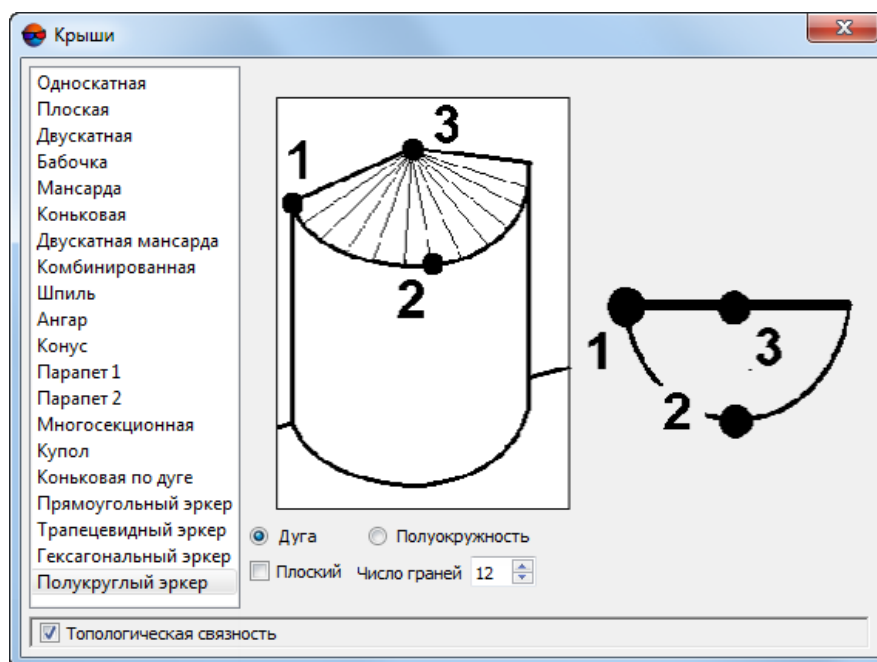 Крыши
Односкатная
Плоская
Двускатная
Бабочка
Мансарда
Коньковая
Двускатная мансарда
Комбинированная
Шпиль
Ангар
Конус
Парапет 1
Парапет 2
Многосекционная
Купол
Коньковая по дуге
Прямоугольный эркер
Трапецевидный эркер
Гексагональный эркер
Полукруглый эркер
3
1
2
1
3
2
Дуга Полуокружность
Плоский Число граней 12
Топологическая связность